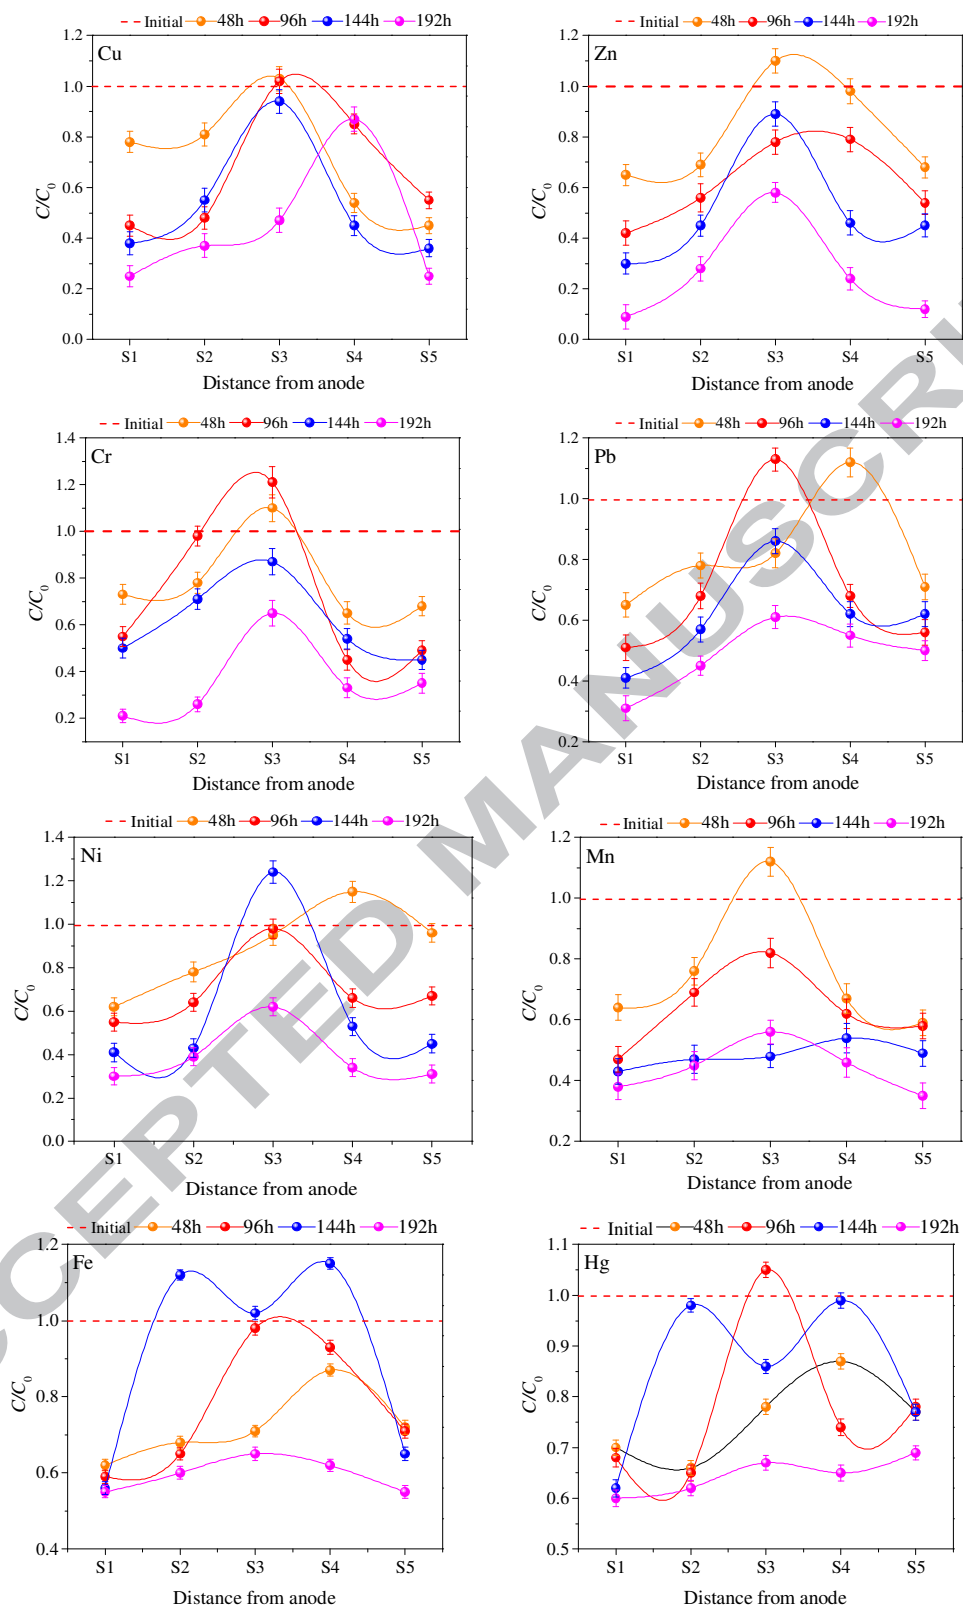 Initial 48h 96h 144h 192h
Cu
C/C0
1.2
1.0
0.8
0.6
0.4
0.2
0.0
S1 S2 S3 S4 S5
Distance from anode
Initial 48h 96h 144h 192h
Zn
C/C0
1.2
1.0
0.8
0.6
0.4
0.2
0.0
S1 S2 S3 S4 S5
Distance from anode
Initial 48h 96h 144h 192h
Cr
C/C0
1.4
1.2
1.0
0.8
0.6
0.4
0.2
S1 S2 S3 S4 S5
Distance from anode
Initial 48h 96h 144h 192h
Pb
C/C0
1.2
1.0
0.8
0.6
0.4
0.2
S1 S2 S3 S4 S5
Distance from anode
Initial 48h 96h 144h 192h
Ni
C/C0
1.4
1.2
1.0
0.8
0.6
0.4
0.2
0.0
S1 S2 S3 S4 S5
Distance from anode
Initial 48h 96h 144h 192h
Mn
C/C0
1.2
1.0
0.8
0.6
0.4
0.2
S1 S2 S3 S4 S5
Distance from anode
Initial 48h 96h 144h 192h
Fe
C/C0
1.2
1.0
0.8
0.6
0.4
S1 S2 S3 S4 S5
Distance from anode
Initial 48h 96h 144h 192h
Hg
C/C0
1.1
1.0
0.9
0.8
0.7
0.6
0.5
S1 S2 S3 S4 S5
Distance from anode
CCEPTED MANUSCRI